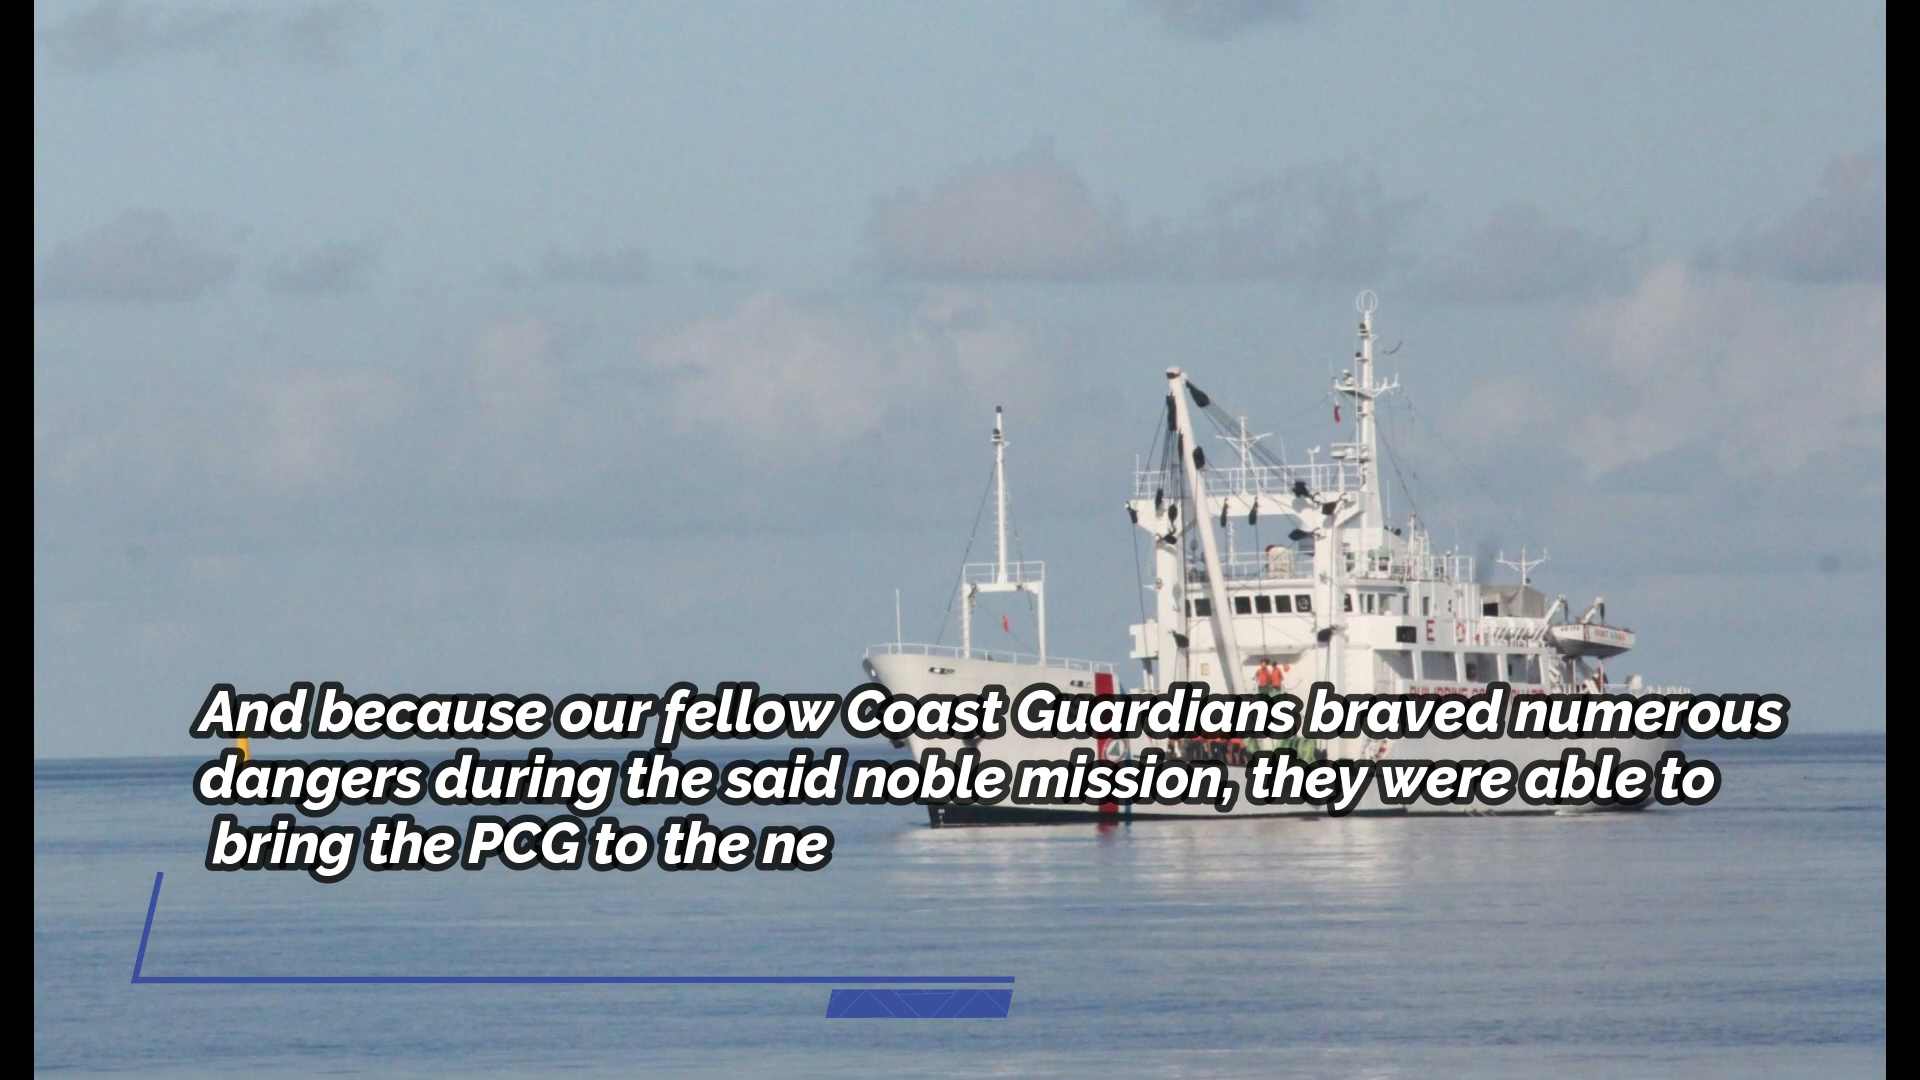 And because our fellow Coast Guardians braved numerous
dangers during the said noble mission, they were able to
bring the PCG to the ne